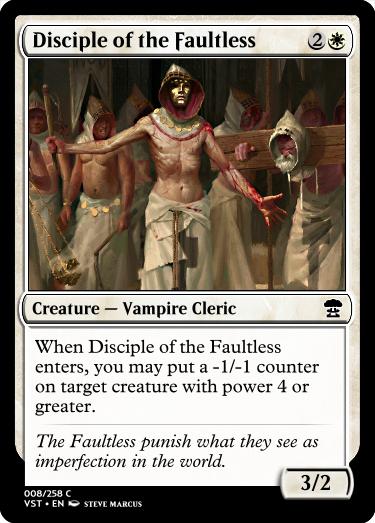 Disciple of the Faultless 2
Creature — Vampire Cleric
When Disciple of the Faultless
enters, you may put a -1/-1 counter
on target creature with power 4 or
greater.
The Faultless punish what they see as
imperfection in the world.
3/2
008/258 C
VST • EN STEVE MARCUS